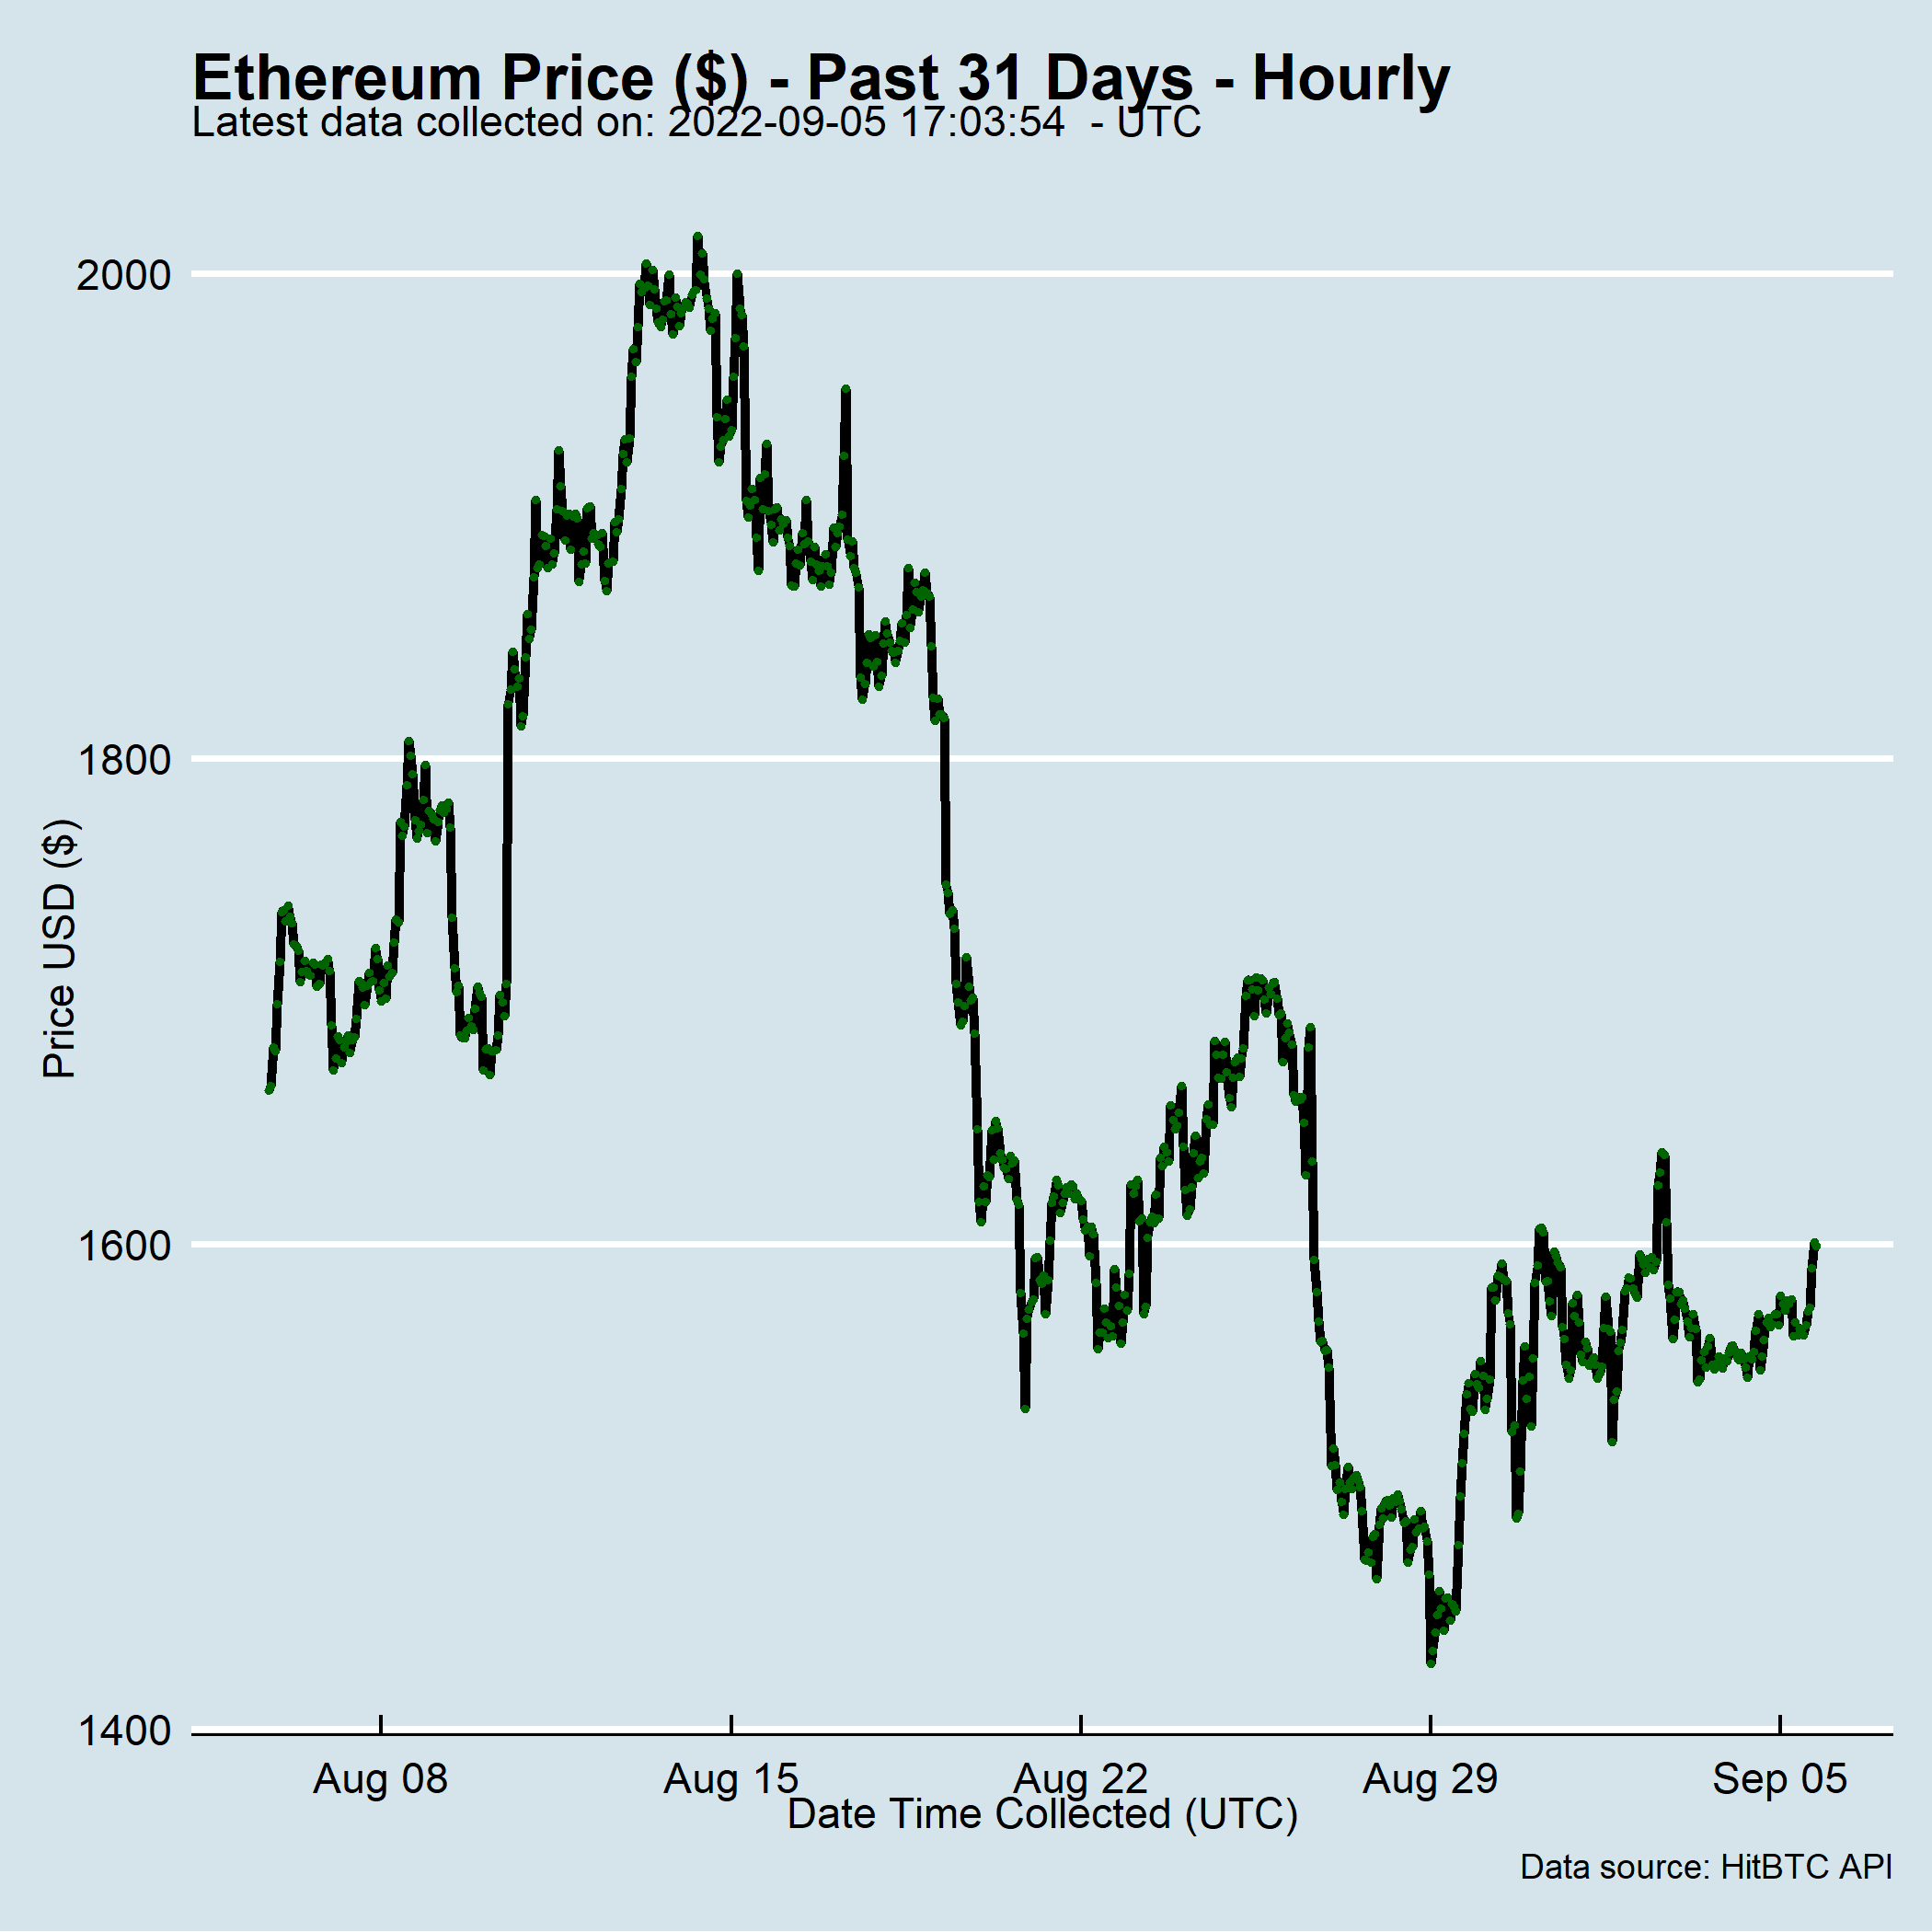 Ethereum Price ($) - Past 31 Days - Hourly
Latest data collected on: 2022-09-05 17:03:54  - UTC
2000
1800
1600
1400
Price USD ($)
Aug 08
Aug 15
Aug 22
Aug 29
Sep 05
Date Time Collected (UTC)
Data source: HitBTC API